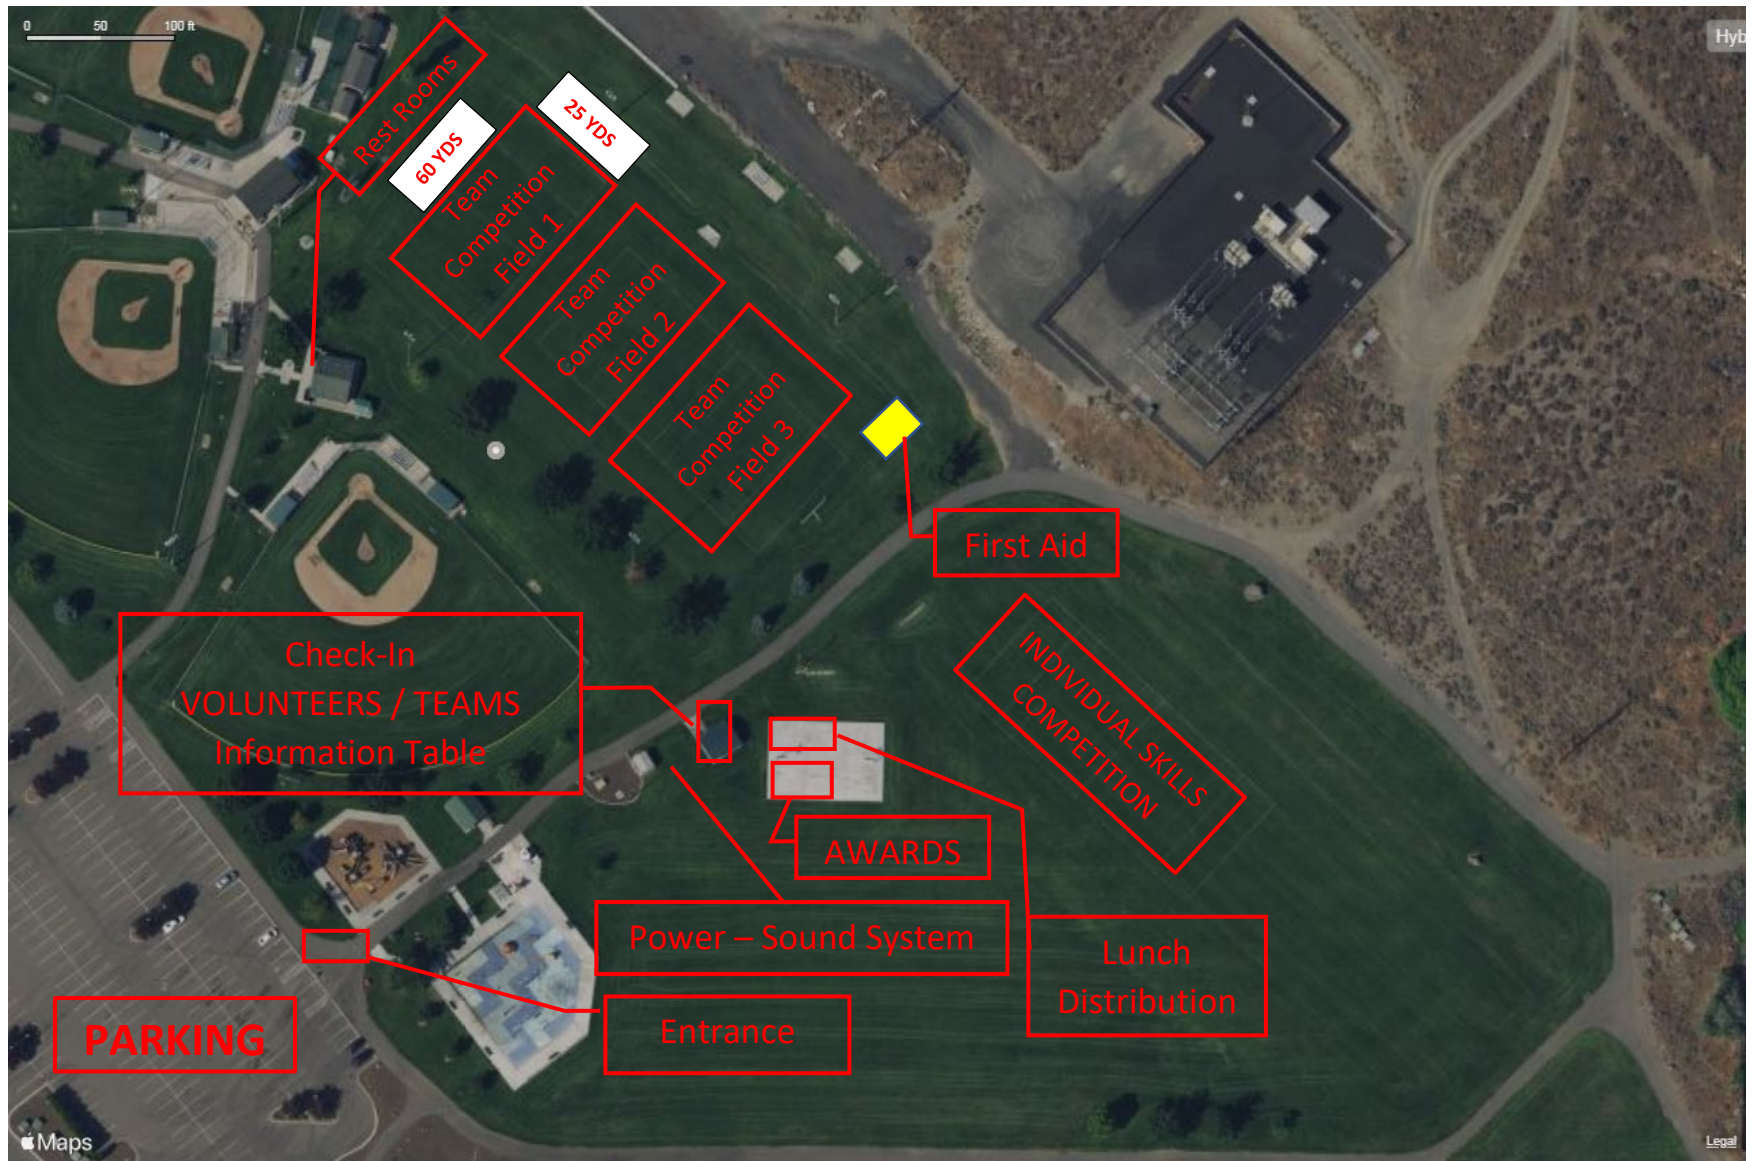 0 50 100 ft
Hyb
Rest Rooms
60 YDS
25 YDS
Team
Competition
Field 1
Team
Competition
Field 2
Team
Competition
Field 3
First Aid
Check-In
VOLUNTEERS / TEAMS
Information Table
INDIVIDUAL SKILLS
COMPETITION
AWARDS
Power – Sound System
Lunch
Distribution
Entrance
PARKING
Maps
Legal